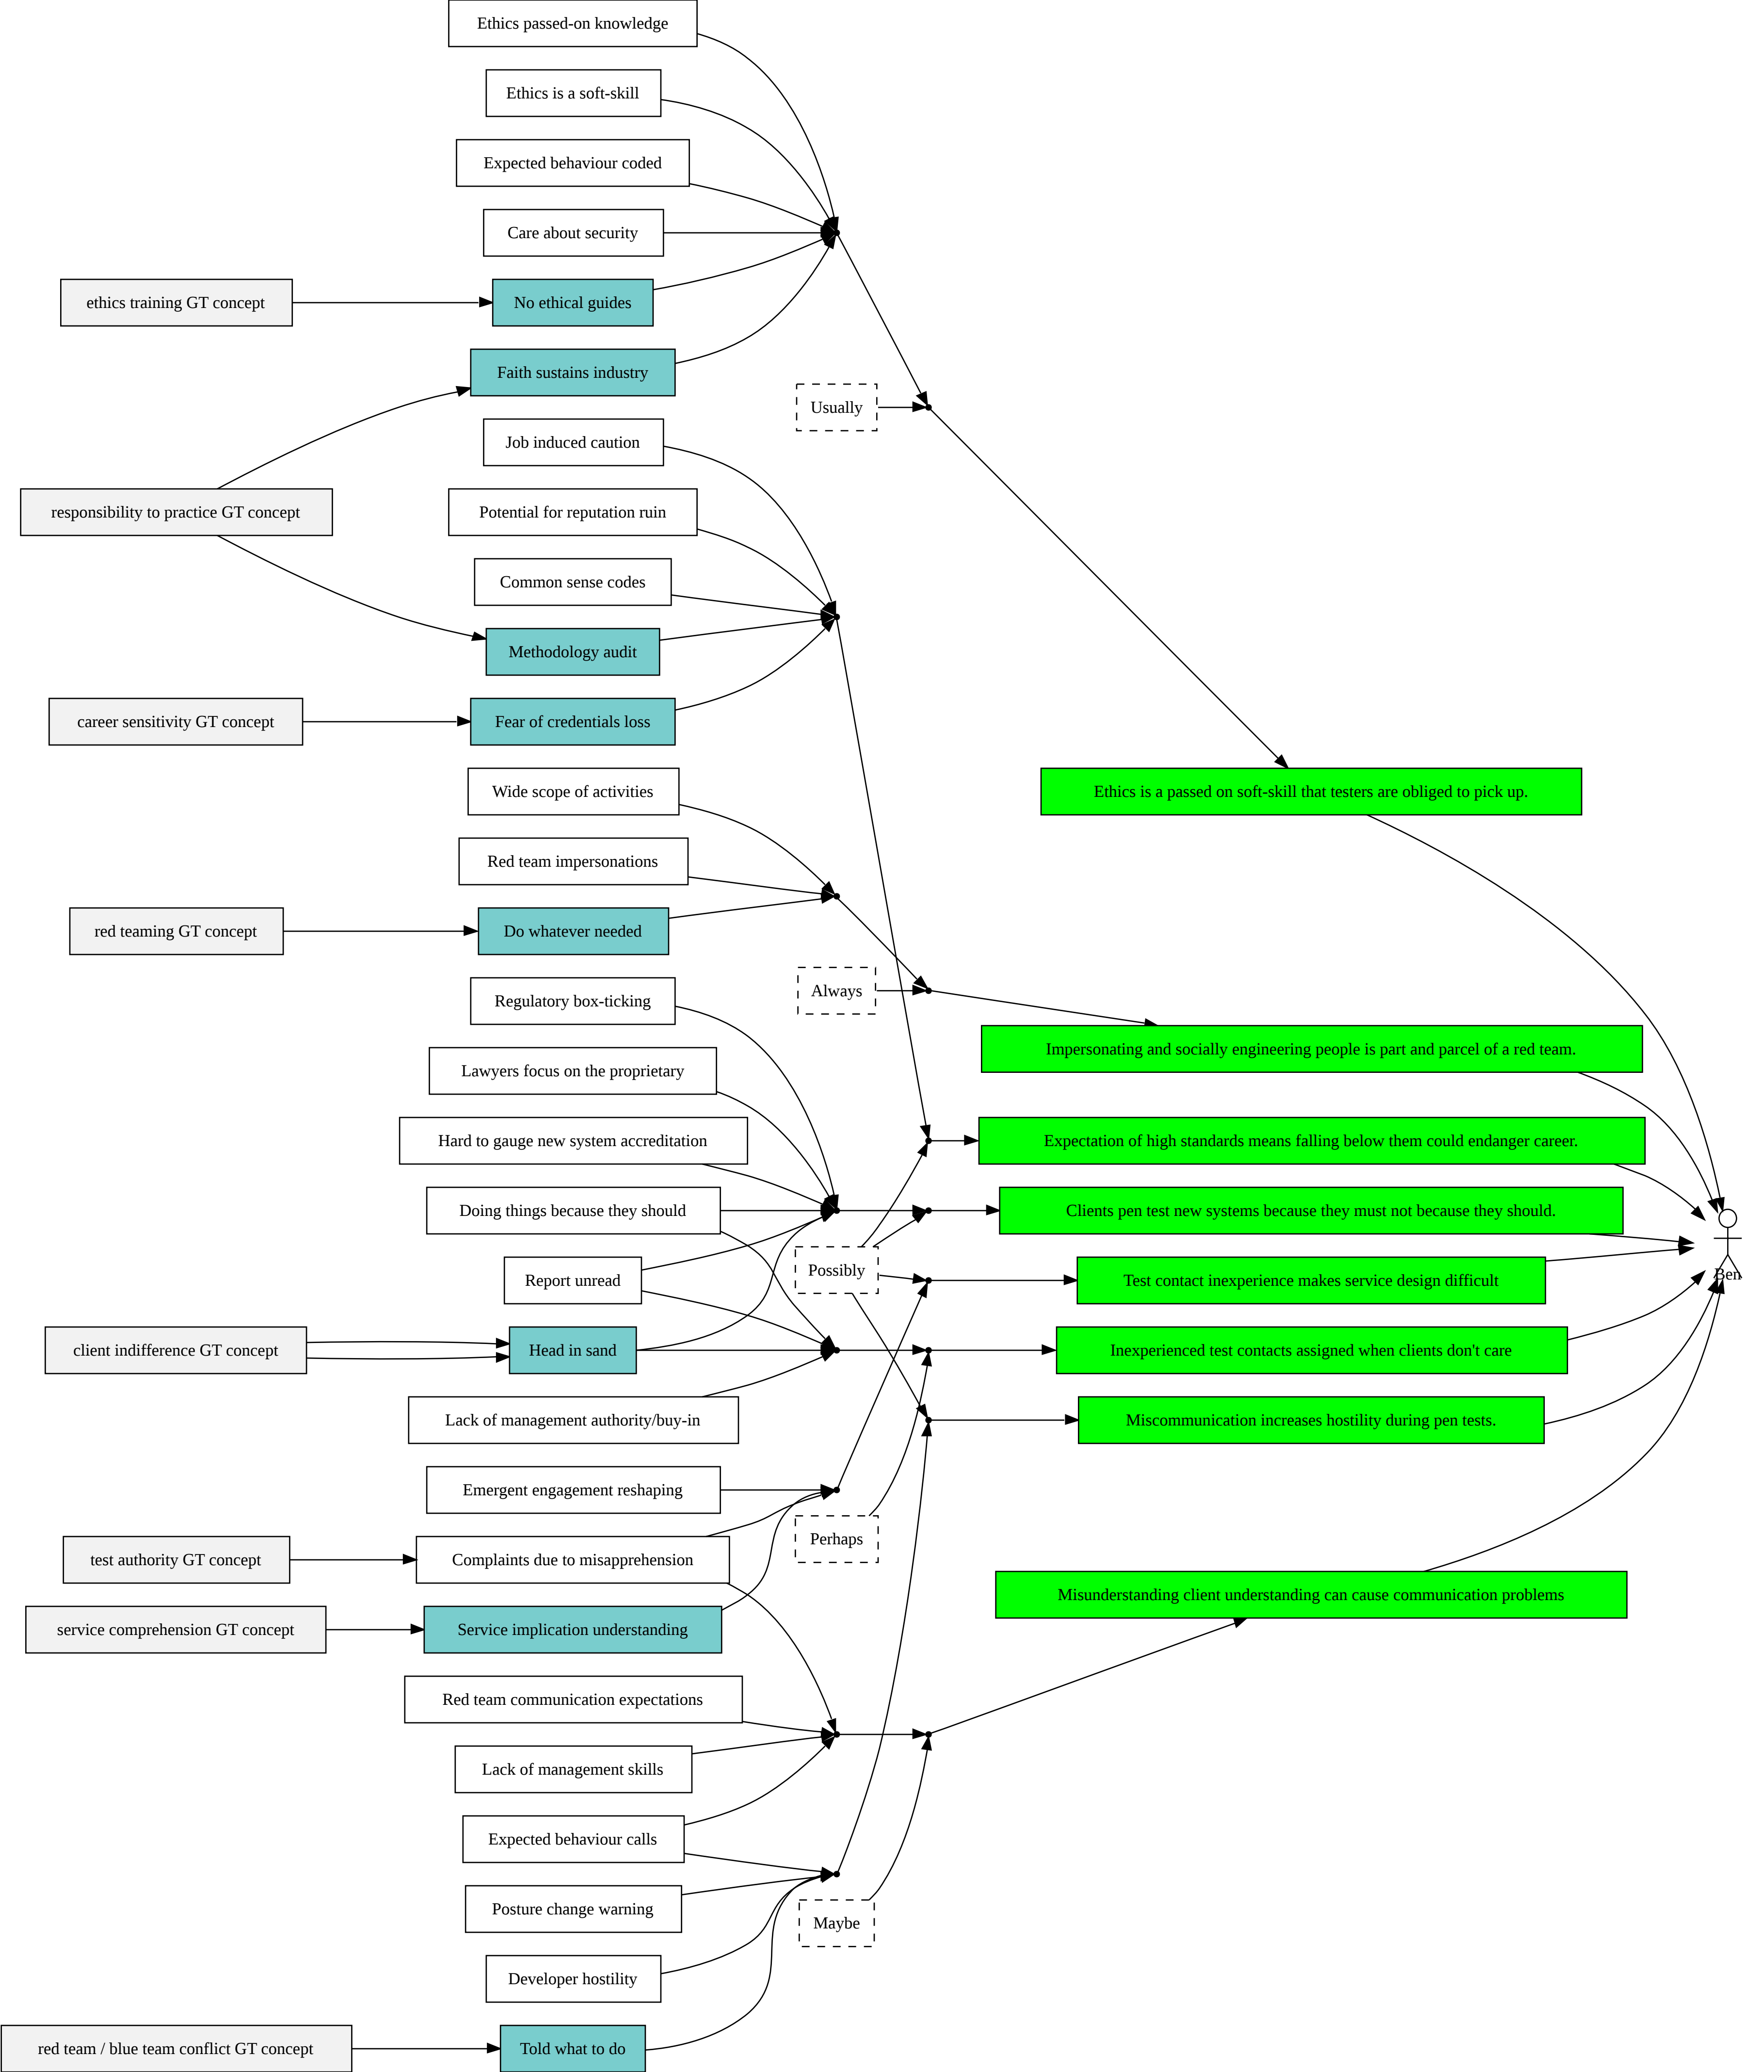 Ethics passed-on knowledge
Ethics is a soft-skill
Expected behaviour coded
Care about security
ethics training GT concept
No ethical guides
Faith sustains industry
Usually
Job induced caution
responsibility to practice GT concept
Potential for reputation ruin
Common sense codes
Methodology audit
career sensitivity GT concept
Fear of credentials loss
Wide scope of activities
Ethics is a passed on soft-skill that testers are obliged to pick up.
Red team impersonations
red teaming GT concept
Do whatever needed
Regulatory box-ticking
Always
Impersonating and socially engineering people is part and parcel of a red team.
Lawyers focus on the proprietary
Hard to gauge new system accreditation
Expectation of high standards means falling below them could endanger career.
Doing things because they should
Clients pen test new systems because they must not because they should.
Possibly
Ben
Report unread
Test contact inexperience makes service design difficult
client indifference GT concept
Head in sand
Inexperienced test contacts assigned when clients don't care
Lack of management authority/buy-in
Miscommunication increases hostility during pen tests.
Emergent engagement reshaping
Perhaps
test authority GT concept
Complaints due to misapprehension
Misunderstanding client understanding can cause communication problems
service comprehension GT concept
Service implication understanding
Red team communication expectations
Lack of management skills
Expected behaviour calls
Posture change warning
Maybe
Developer hostility
red team / blue team conflict GT concept
Told what to do